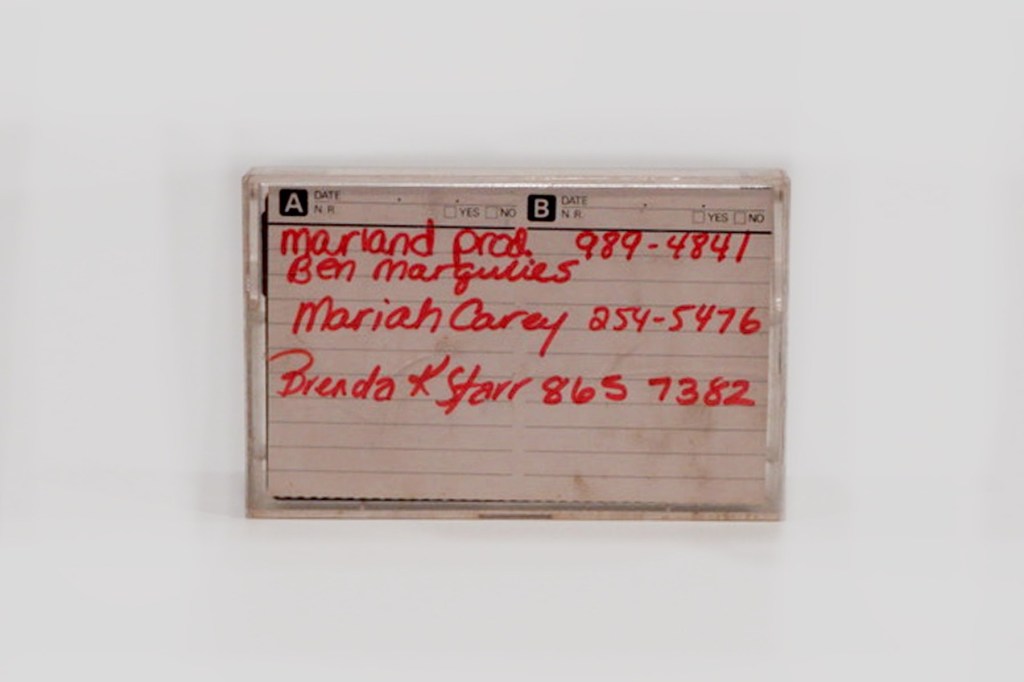 A DATE B DATE
N.R. YES NO N.R. YES NO
Marland Prod. 989-4841
Ben Margulies
Mariah Carey 254-5476
Brenda K Starr 865 7382